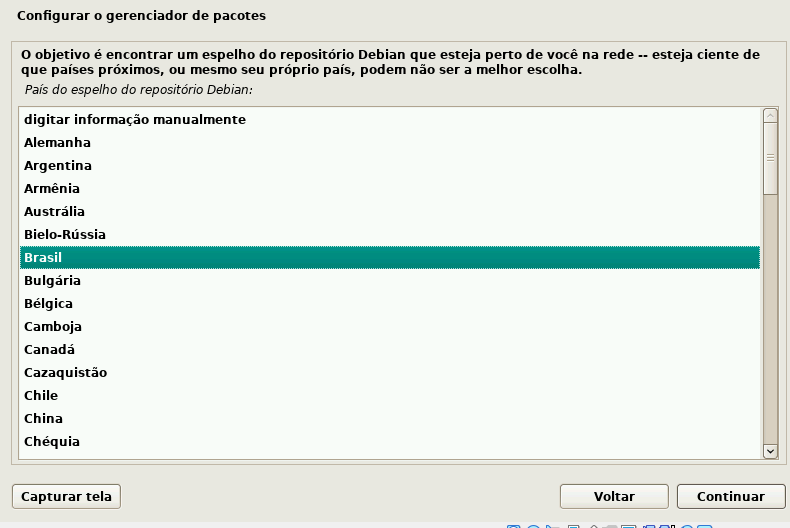 Configurar o gerenciador de pacotes
O objetivo é encontrar um espelho do repositório Debian que esteja perto de você na rede -- esteja ciente de
que países próximos, ou mesmo seu próprio país, podem não ser a melhor escolha.
País do espelho do repositório Debian:
digitar informação manualmente
Alemanha
Argentina
Armênia
Austrália
Bielo-Rússia
Brasil
Bulgária
Bélgica
Camboja
Canadá
Cazaquistão
Chile
China
Chéquia
Capturar tela
Voltar
Continuar